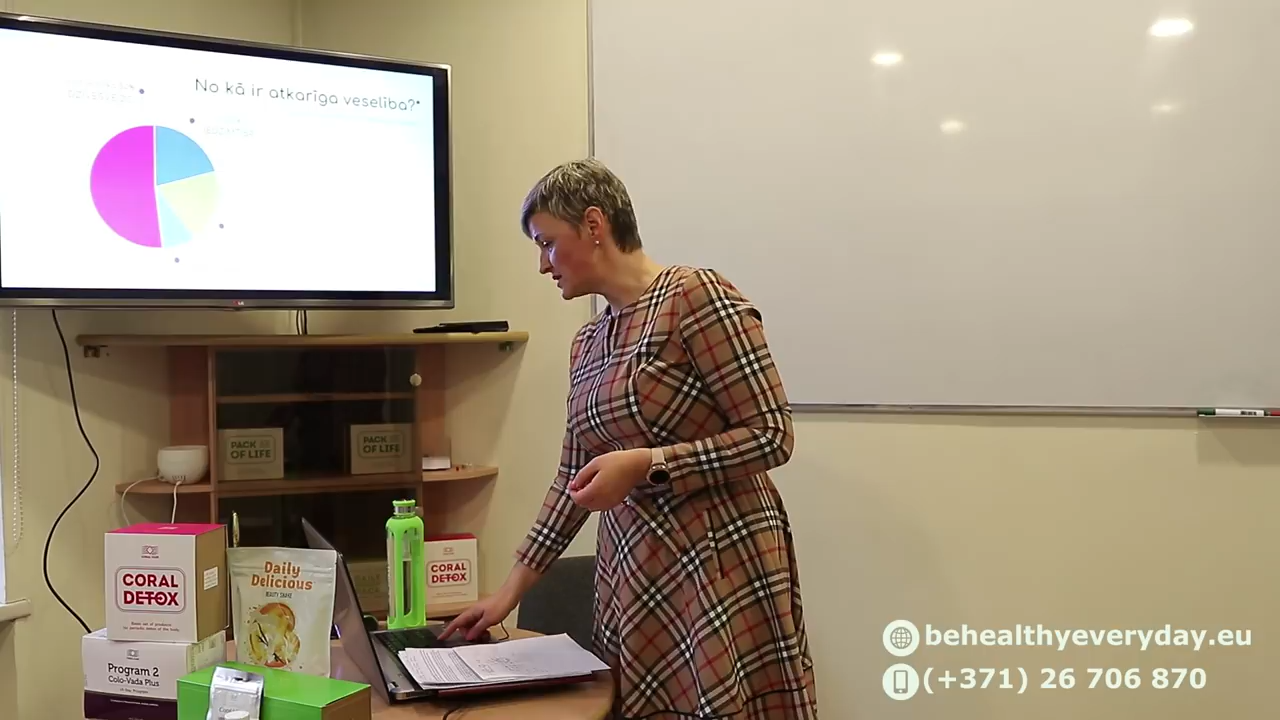 No kā ir atkarīga veselība?*
PACK
OF LIFE
PACK
OF LIFE
CORAL
DETOX
Daily
Delicious
BEAUTY SHAKE
CORAL
DETOX
Program 2
Colo-Vada Plus
behealthyeveryday.eu
(+371) 26 706 870